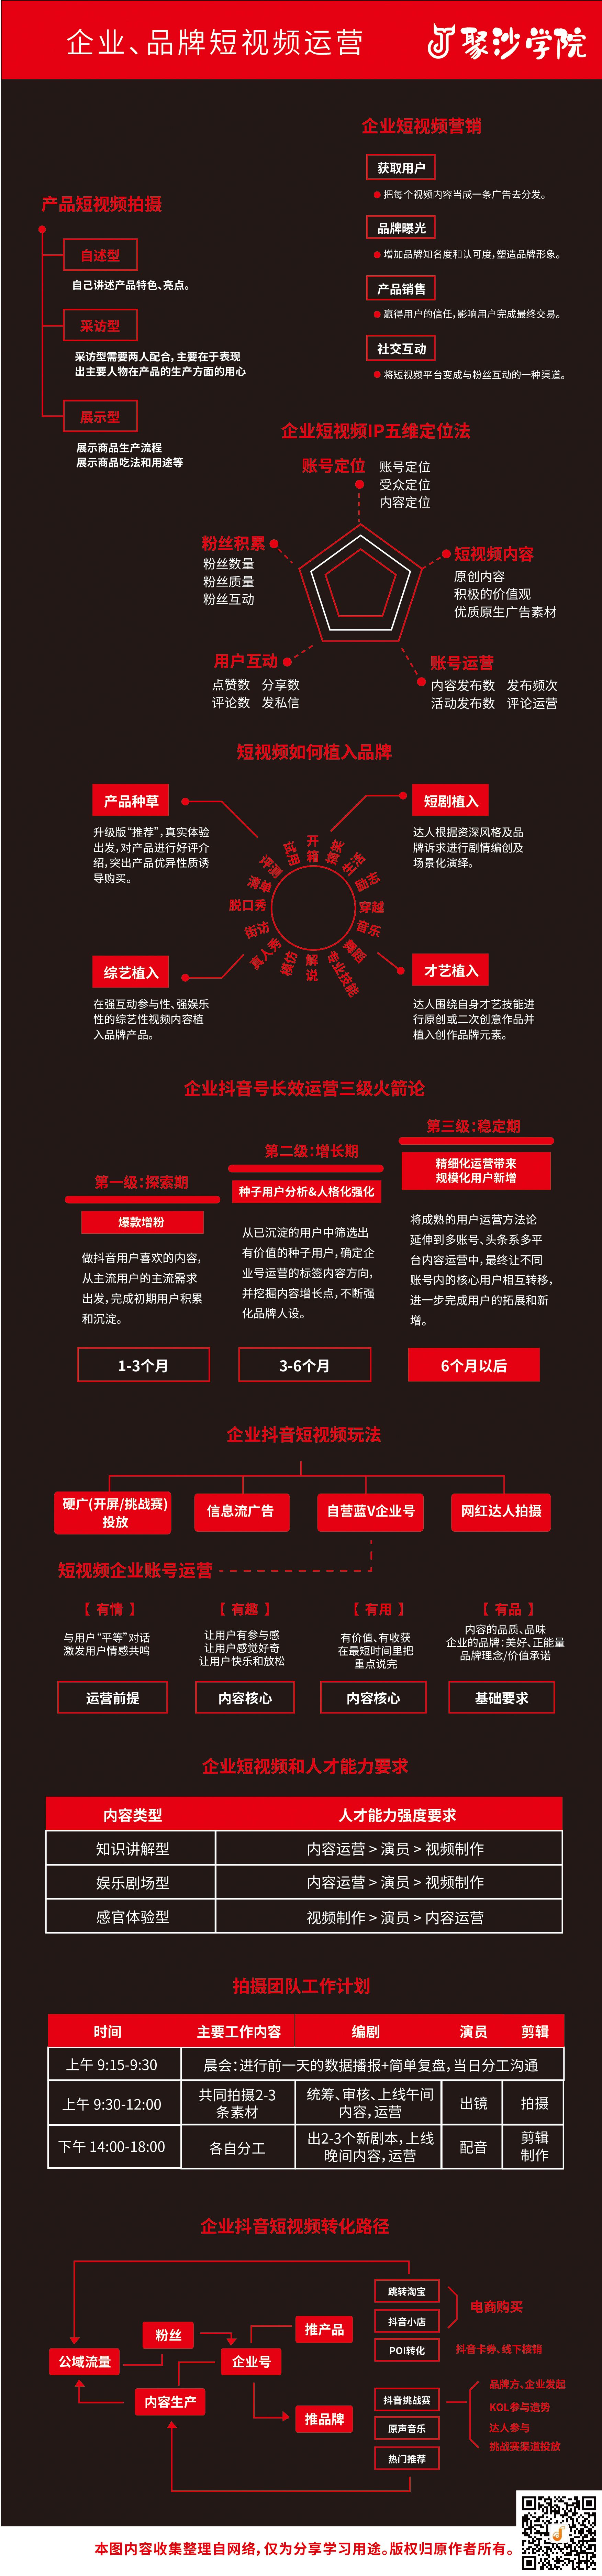 企业、品牌短视频运营
聚沙学院
企业短视频营销
获取用户
把每个视频内容当成一条广告去分发。
品牌曝光
增加品牌知名度和认可度,塑造品牌形象。
产品销售
赢得用户的信任,影响用户完成最终交易。
社交互动
将短视频平台变成与粉丝互动的一种渠道。
产品短视频拍摄
自述型
自己讲述产品特色、亮点。
采访型
采访型需要两人配合,主要在于表现
出主要人物在产品的生产方面的用心
展示型
展示商品生产流程
展示商品吃法和用途等
企业短视频IP五维定位法
账号定位
账号定位
受众定位
内容定位
粉丝积累
粉丝数量
粉丝质量
粉丝互动
短视频内容
原创内容
积极的价值观
优质原生广告素材
用户互动
点赞数 分享数
评论数 发私信
账号运营
内容发布数 发布频次
活动发布数 评论运营
短视频如何植入品牌
产品种草
升级版“推荐”,真实体验
出发,对产品进行好评介
绍,突出产品优异性质诱
导购买。
短剧植入
达人根据资深风格及品
牌诉求进行剧情编创及
场景化演绎。
开箱
搞笑
生活
励志
穿越
音乐
舞蹈
专业技能
解说
模仿
真人秀
街访
脱口秀
清单
评测
试用
综艺植入
在强互动参与性、强娱乐
性的综艺性视频内容植
入品牌产品。
才艺植入
达人围绕自身才艺技能进
行原创或二次创意作品并
植入创作品牌元素。
企业抖音号长效运营三级火箭论
第一级:探索期
爆款增粉
做抖音用户喜欢的内容,
从主流用户的主流需求
出发,完成初期用户积累
和沉淀。
1-3个月
第二级:增长期
种子用户分析&人格化强化
从已沉淀的用户中筛选出
有价值的种子用户,确定企
业号运营的标签内容方向,
并挖掘内容增长点,不断强
化品牌人设。
3-6个月
第三级:稳定期
精细化运营带来
规模化用户新增
将成熟的用户运营方法论
延伸到多账号、头条系多平
台内容运营中,最终让不同
账号内的核心用户相互转移,
进一步完成用户的拓展和新
增。
6个月以后
企业抖音短视频玩法
硬广(开屏/挑战赛)
投放
信息流广告
自营蓝V企业号
网红达人拍摄
短视频企业账号运营
【 有情 】
与用户“平等”对话
激发用户情感共鸣
运营前提
【 有趣 】
让用户有参与感
让用户感觉好奇
让用户快乐和放松
内容核心
【 有用 】
有价值、有收获
在最短时间里把
重点说完
内容核心
【 有品 】
内容的品质、品味
企业的品牌:美好、正能量
品牌理念/价值承诺
基础要求
企业短视频和人才能力要求
内容类型 人才能力强度要求
知识讲解型 内容运营 > 演员 > 视频制作
娱乐剧场型 内容运营 > 演员 > 视频制作
感官体验型 视频制作 > 演员 > 内容运营
拍摄团队工作计划
时间 主要工作内容 编剧 演员 剪辑
上午 9:15-9:30 晨会:进行前一天的数据播报+简单复盘,当日分工沟通
上午 9:30-12:00
共同拍摄2-3
条素材
统筹、审核、上线午间
内容,运营
出镜
拍摄
下午 14:00-18:00
各自分工
出2-3个新剧本,上线
晚间内容,运营
配音
剪辑
制作
企业抖音短视频转化路径
公域流量
粉丝
内容生产
企业号
推产品
推品牌
跳转淘宝
抖音小店
POI转化
电商购买
抖音卡券、线下核销
抖音挑战赛
原声音乐
热门推荐
品牌方、企业发起
KOL参与造势
达人参与
挑战赛渠道投放
本图内容收集整理自网络,仅为分享学习用途。版权归原作者所有。